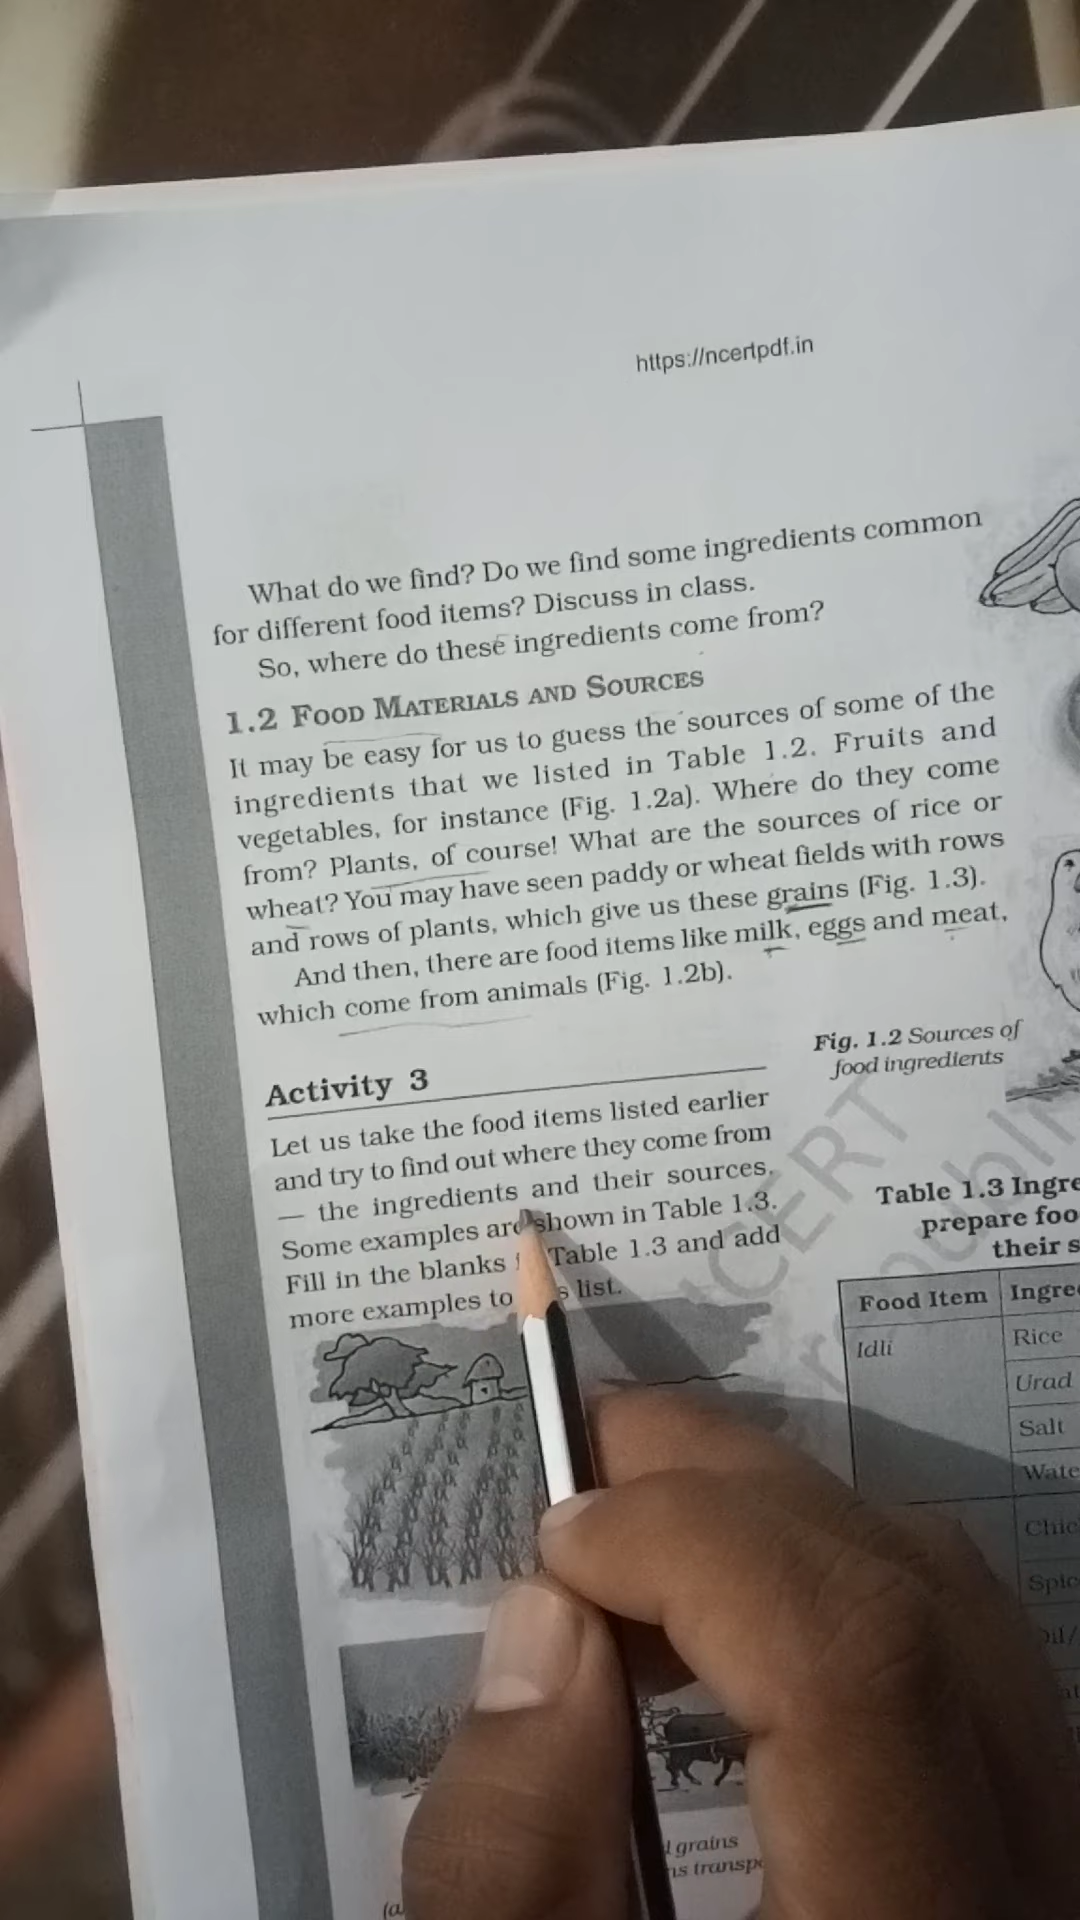 https://ncertpdf.in
What do we find? Do we find some ingredients common
for different food items? Discuss in class.
So, where do these ingredients come from?
1.2 FOOD MATERIALS AND SOURCES
It may be easy for us to guess the sources of some of the
ingredients that we listed in Table 1.2. Fruits and
vegetables, for instance (Fig. 1.2a). Where do they come
from? Plants, of course! What are the sources of rice or
wheat? You may have seen paddy or wheat fields with rows
and rows of plants, which give us these grains (Fig. 1.3).
And then, there are food items like milk, eggs and meat,
which come from animals (Fig. 1.2b).
Fig. 1.2 Sources of
food ingredients
Activity 3
Let us take the food items listed earlier
and try to find out where they come from
— the ingredients and their sources.
Some examples are shown in Table 1.3.
Fill in the blanks Table 1.3 and add
more examples to list.
Table 1.3
prepare
their
Food Item
Idli
Rice
Urad
Salt
grains
NCERT